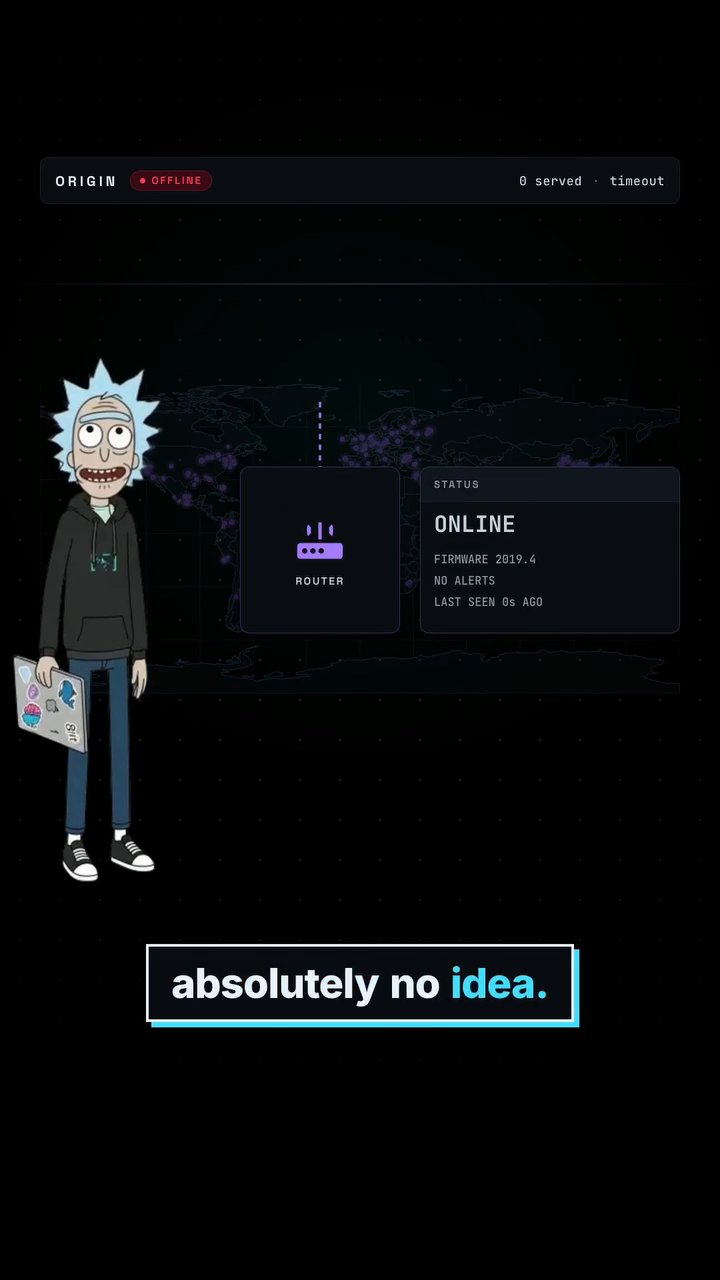 ORIGIN OFFLINE 0 served · timeout
STATUS
ONLINE
FIRMWARE 2019.4
NO ALERTS
LAST SEEN 0s AGO
ROUTER
absolutely no idea.